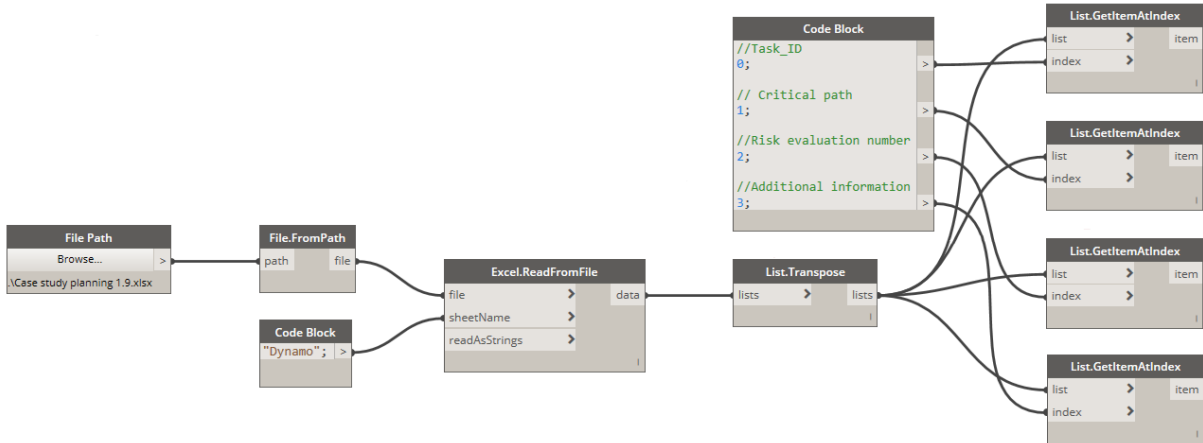 File Path
Browse... >
.\Case study planning 1.9.xlsx
File.FromPath
path file
Code Block
"Dynamo"; >
Excel.ReadFromFile
file > data
sheetName >
readAsStrings >
l
List.Transpose
lists > lists
l
Code Block
//Task_ID
0; >
// Critical path
1; >
//Risk evaluation number
2; >
//Additional information
3; >
List.GetItemAtIndex
list > item
index >
l
List.GetItemAtIndex
list > item
index >
l
List.GetItemAtIndex
list > item
index >
l
List.GetItemAtIndex
list > item
index >
l